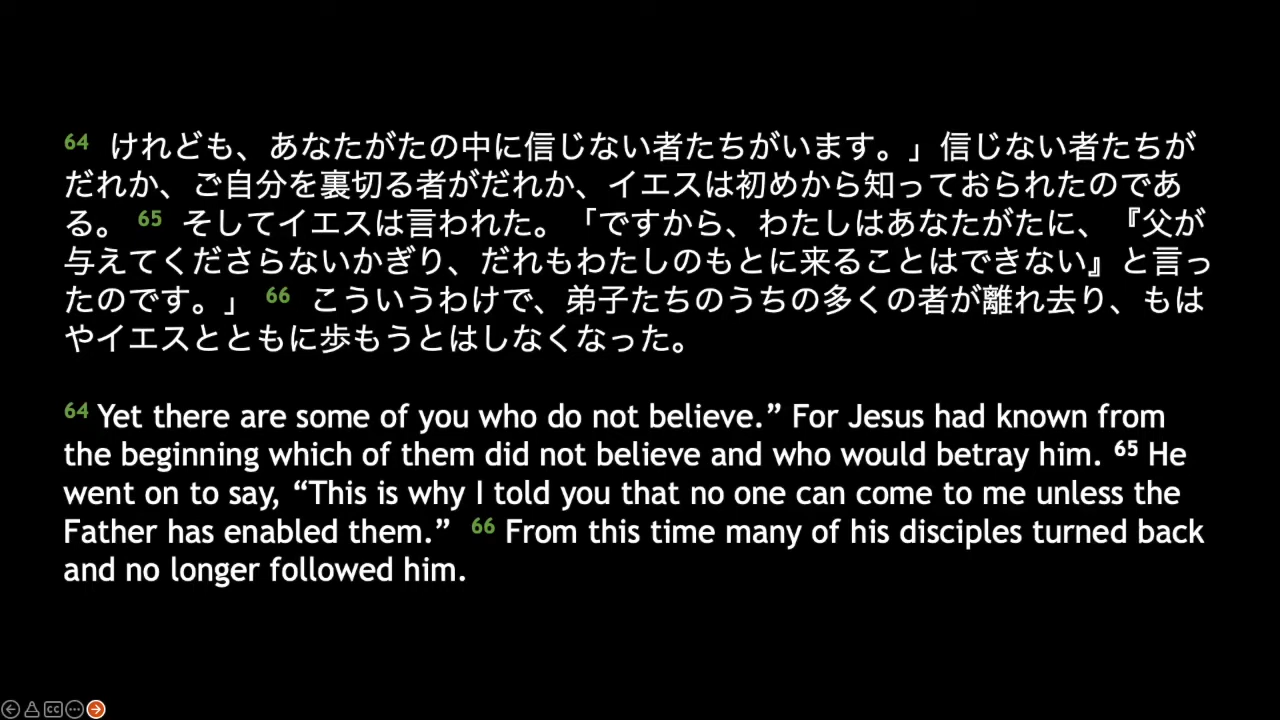 64 けれども、あなたがたの中に信じない者たちがいます。」信じない者たちが
だれか、ご自分を裏切る者がだれか、イエスは初めから知っておられたのであ
る。 65 そしてイエスは言われた。「ですから、わたしはあなたがたに、『父が
与えてくださらないかぎり、だれもわたしのもとに来ることはできない』と言っ
たのです。」 66 こういうわけで、弟子たちのうちの多くの者が離れ去り、もは
やイエスとともに歩もうとはしなくなった。
64 Yet there are some of you who do not believe.” For Jesus had known from
the beginning which of them did not believe and who would betray him. 65 He
went on to say, “This is why I told you that no one can come to me unless the
Father has enabled them.” 66 From this time many of his disciples turned back
and no longer followed him.
CC